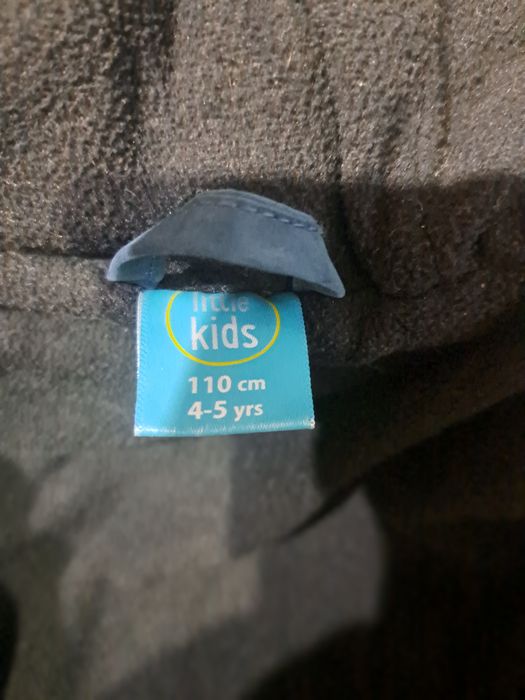 little
kids
110 cm
4-5 yrs